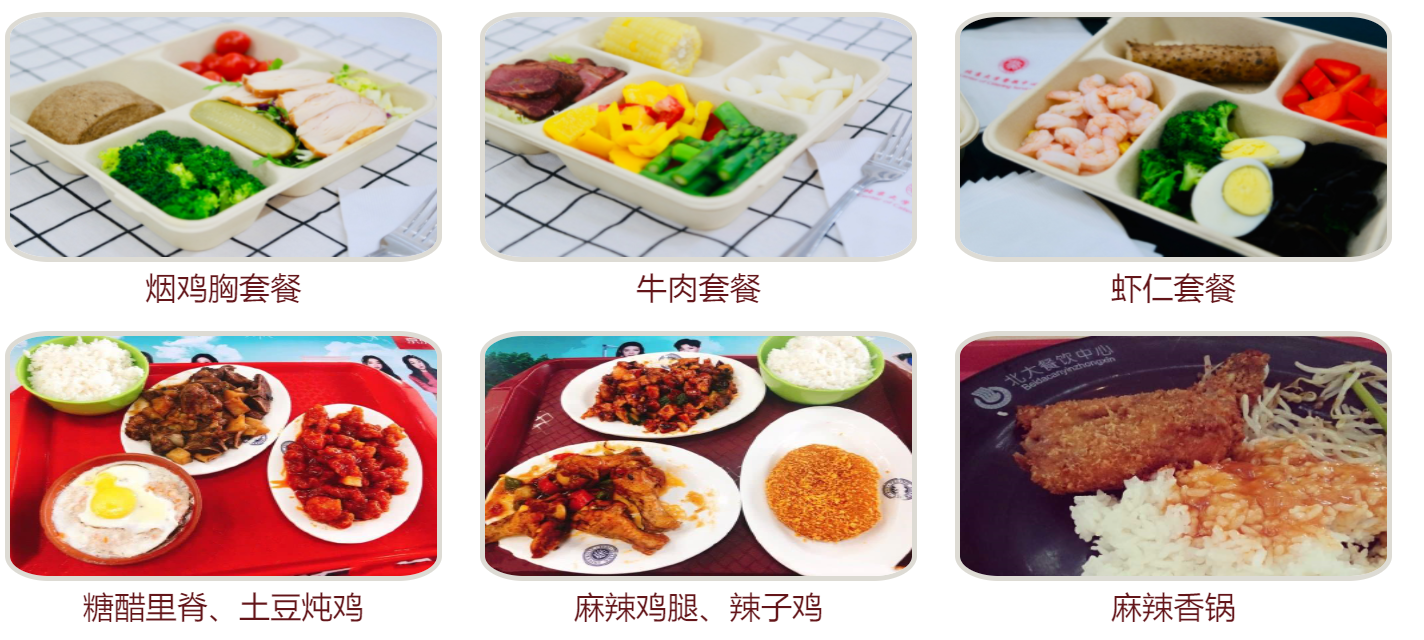 烟鸡胸套餐
牛肉套餐
虾仁套餐
糖醋里脊、土豆炖鸡
麻辣鸡腿、辣子鸡
北大餐饮中心
Beidacanyinzhongxin
麻辣香锅